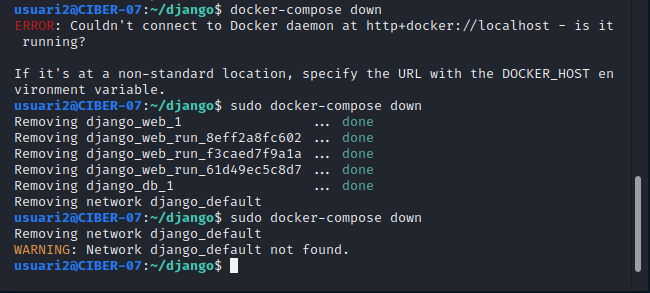 usuari2@CIBER-07:~/django$ docker-compose down
ERROR: Couldn't connect to Docker daemon at http+docker://localhost - is it
 running?

If it's at a non-standard location, specify the URL with the DOCKER_HOST en
vironment variable.
usuari2@CIBER-07:~/django$ sudo docker-compose down
Removing django_web_1                ... done
Removing django_web_run_8eff2a8fc602 ... done
Removing django_web_run_f3caed7f9a1a ... done
Removing django_web_run_61d49ec5c8d7 ... done
Removing django_db_1                 ... done
Removing network django_default
usuari2@CIBER-07:~/django$ sudo docker-compose down
Removing network django_default
WARNING: Network django_default not found.
usuari2@CIBER-07:~/django$